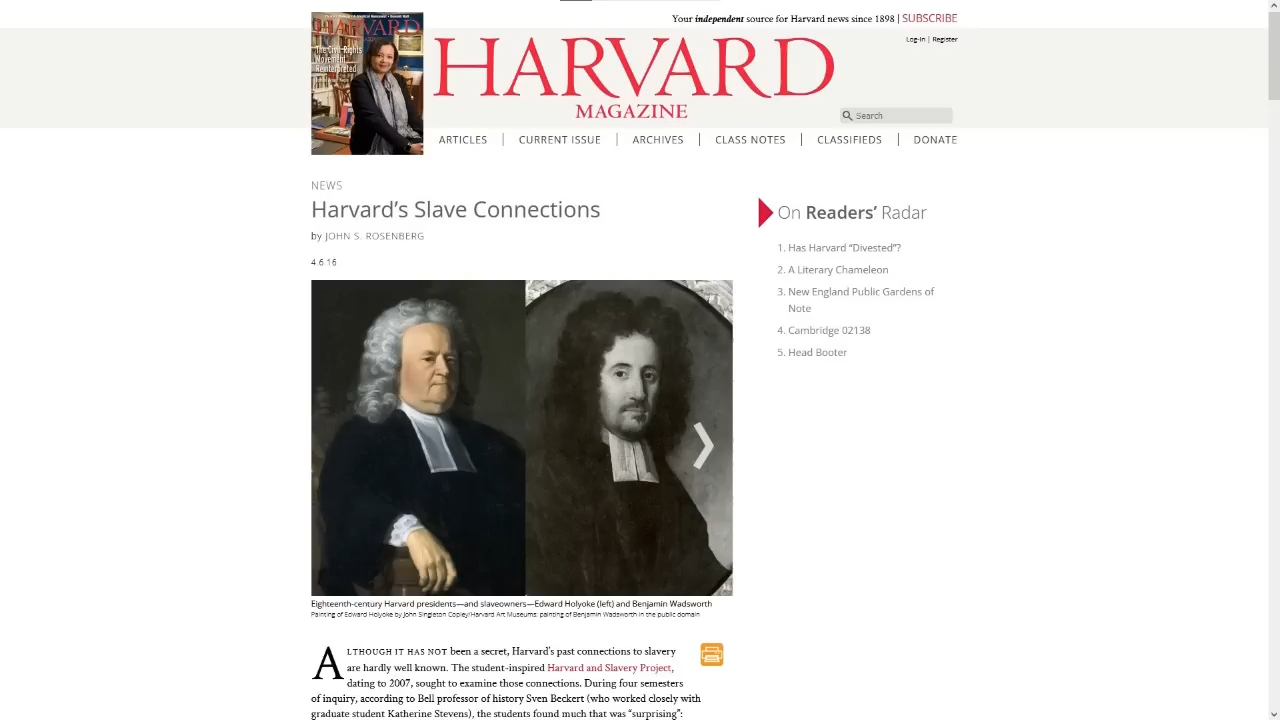 Your independent source for Harvard news since 1898 | SUBSCRIBE
Log-in | Register
HARVARD
The Civil Rights
Movement
Reinterpreted
HARVARD
MAGAZINE
Search
ARTICLES | CURRENT ISSUE | ARCHIVES | CLASS NOTES | CLASSIFIEDS | DONATE
NEWS
Harvard’s Slave Connections
by JOHN S. ROSENBERG
4.6.16
Eighteenth-century Harvard presidents—and slaveowners—Edward Holyoke (left) and Benjamin Wadsworth
Painting of Edward Holyoke by John Singleton Copley/Harvard Art Museums; painting of Benjamin Wadsworth in the public domain
ALTHOUGH IT HAS NOT been a secret, Harvard’s past connections to slavery
are hardly well known. The student-inspired Harvard and Slavery Project,
dating to 2007, sought to examine those connections. During four semesters
of inquiry, according to Bell professor of history Sven Beckert (who worked closely with
graduate student Katherine Stevens), the students found much that was “surprising”:
On Readers’ Radar
1. Has Harvard “Divested”?
2. A Literary Chameleon
3. New England Public Gardens of
Note
4. Cambridge 02138
5. Head Booter